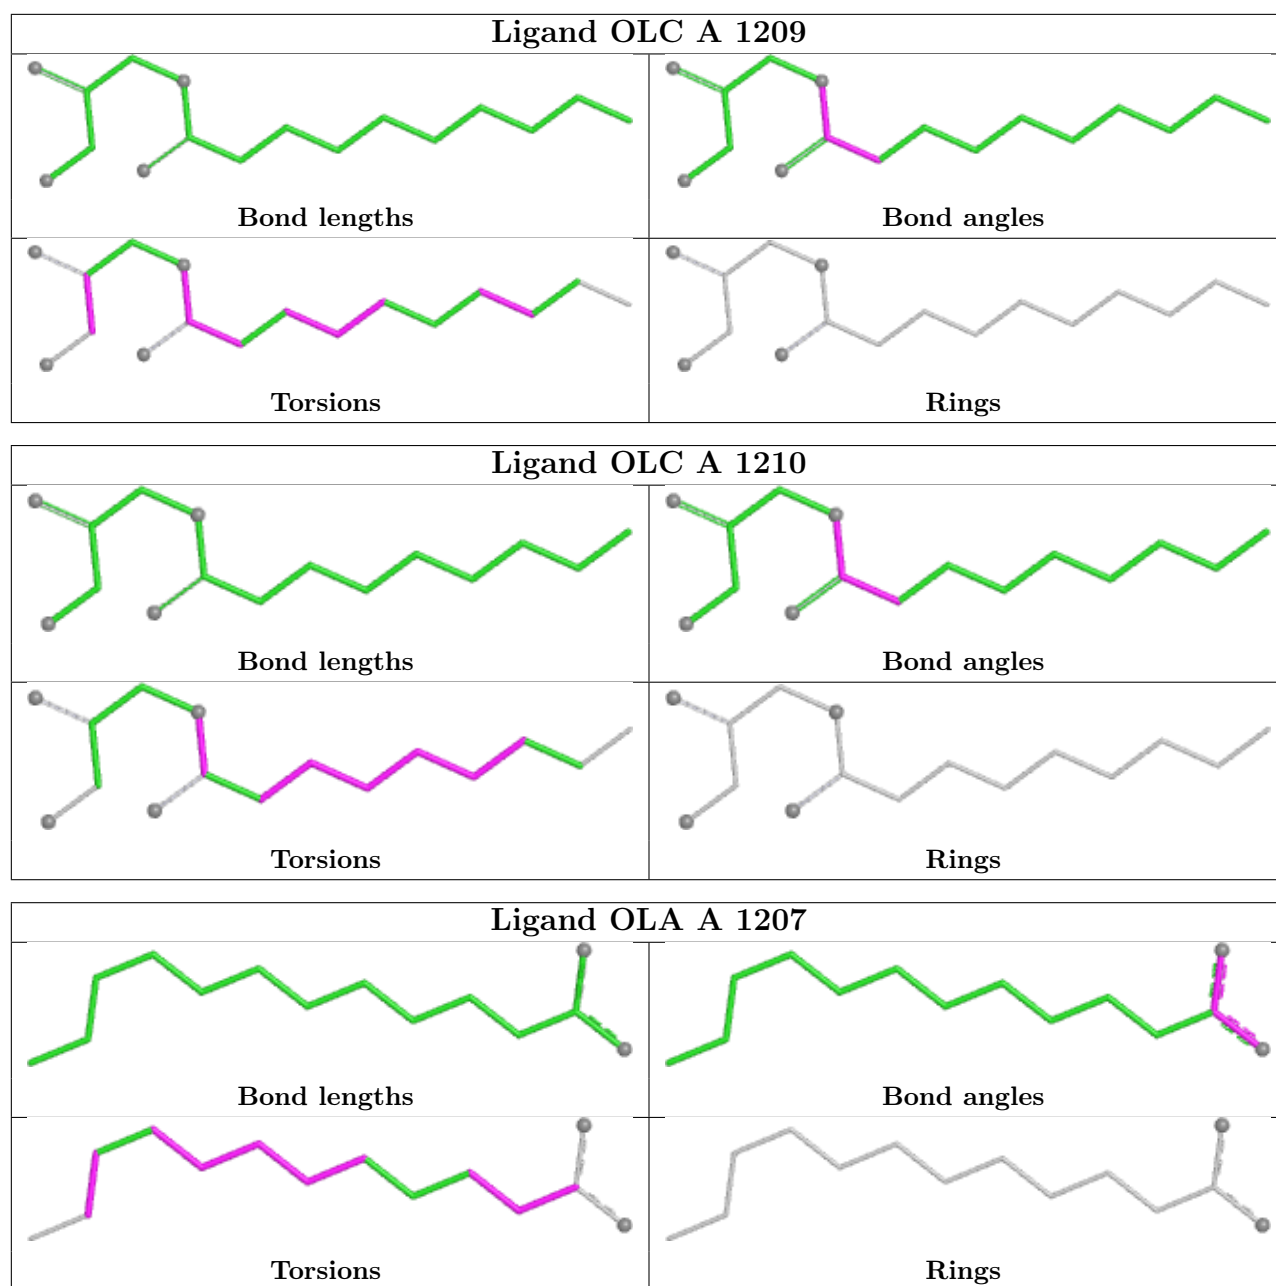 Ligand OLC A 1209
Bond lengths Bond angles
Torsions Rings
Ligand OLC A 1210
Bond lengths Bond angles
Torsions Rings
Ligand OLA A 1207
Bond lengths Bond angles
Torsions Rings